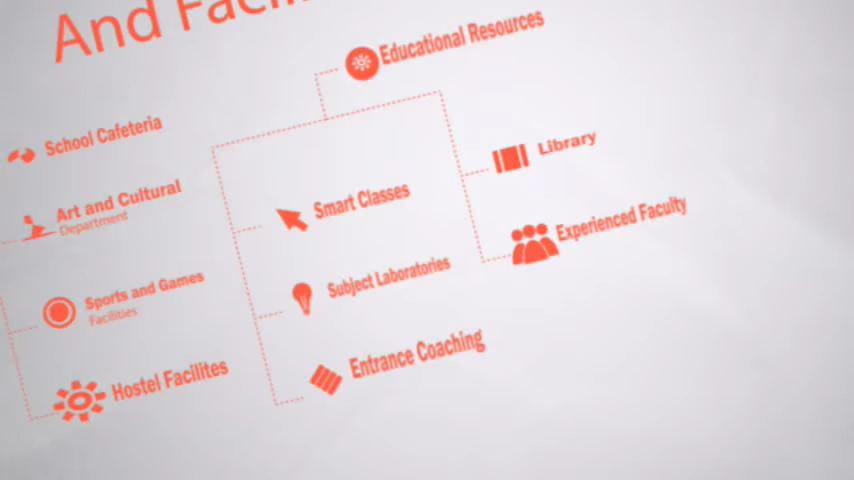 And
Educational Resources
School Cafeteria
Art and Cultural
Department
Sports and Games
Facilities
Hostel Facilites
Smart Classes
Subject Laboratories
Entrance Coaching
Library
Experienced Faculty